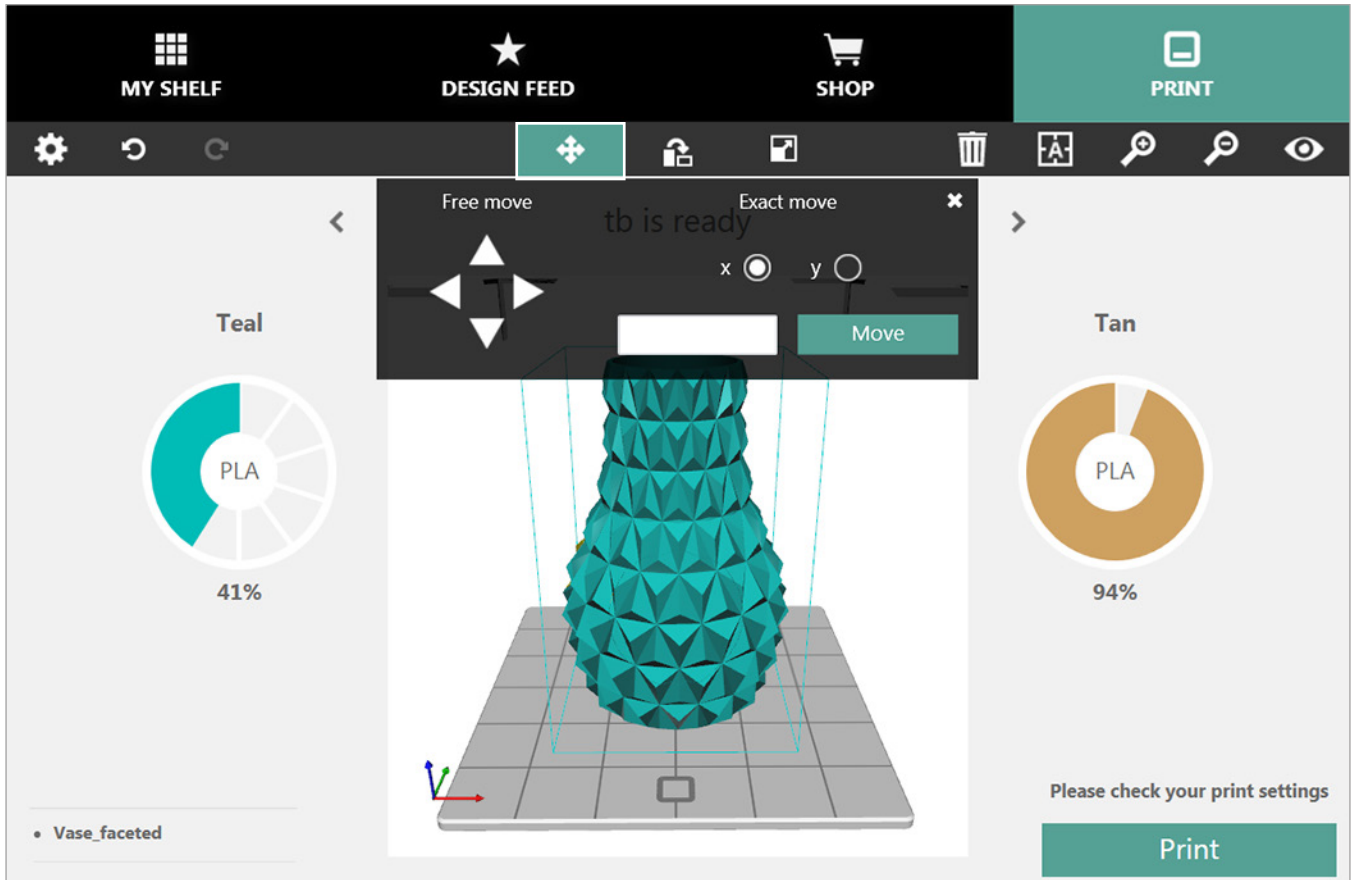 MY SHELF
DESIGN FEED
SHOP
PRINT
A
Free move
Exact move
tb is ready
x
y
Move
Teal
PLA
41%
Tan
PLA
94%
Please check your print settings
• Vase_faceted
Print